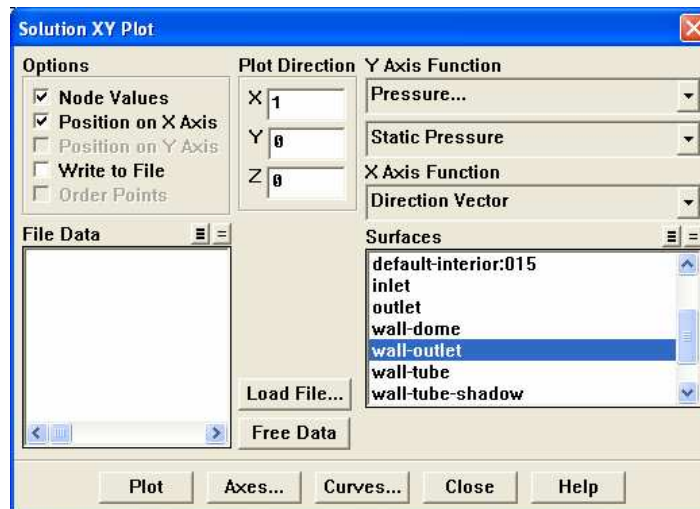 Solution XY Plot
Options
Node Values
Position on X Axis
Position on Y Axis
Write to File
Order Points
Plot Direction
X 1
Y 0
Z 0
Y Axis Function
Pressure...
Static Pressure
X Axis Function
Direction Vector
File Data
Surfaces
default-interior:015
inlet
outlet
wall-dome
wall-outlet
wall-tube
wall-tube-shadow
Load File...
Free Data
Plot
Axes...
Curves...
Close
Help